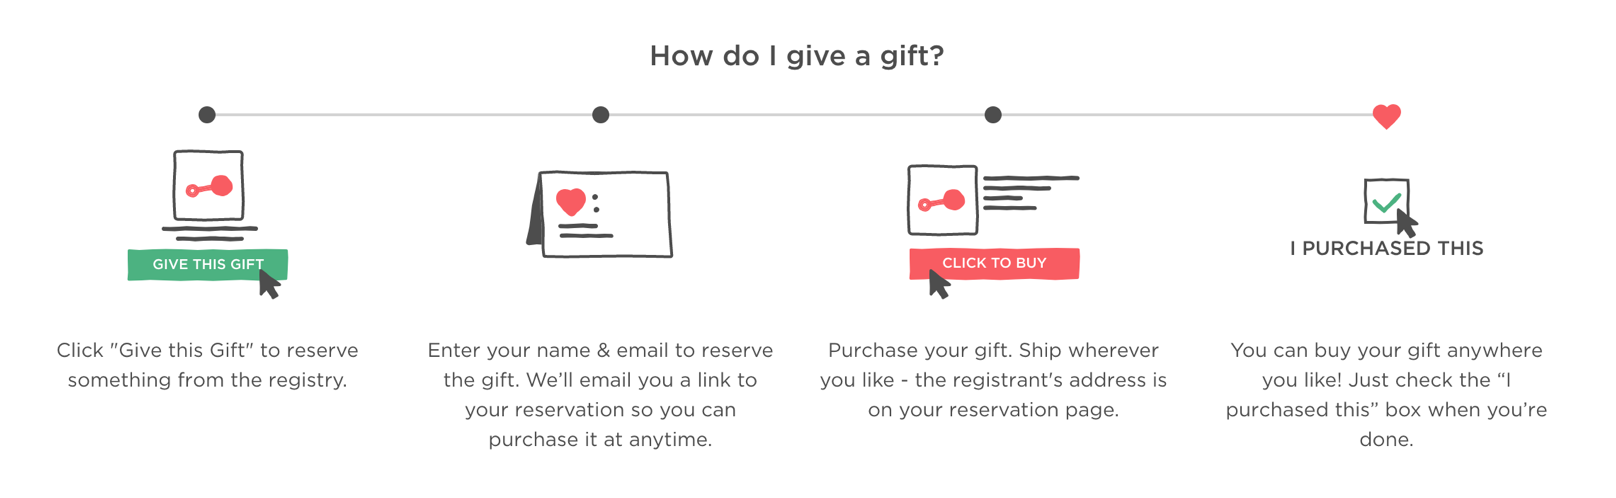 How do I give a gift?
GIVE THIS GIFT
CLICK TO BUY
I PURCHASED THIS
Click "Give this Gift" to reserve
something from the registry.
Enter your name & email to reserve
the gift. We’ll email you a link to
your reservation so you can
purchase it at anytime.
Purchase your gift. Ship wherever
you like - the registrant's address is
on your reservation page.
You can buy your gift anywhere
you like! Just check the “I
purchased this” box when you’re
done.